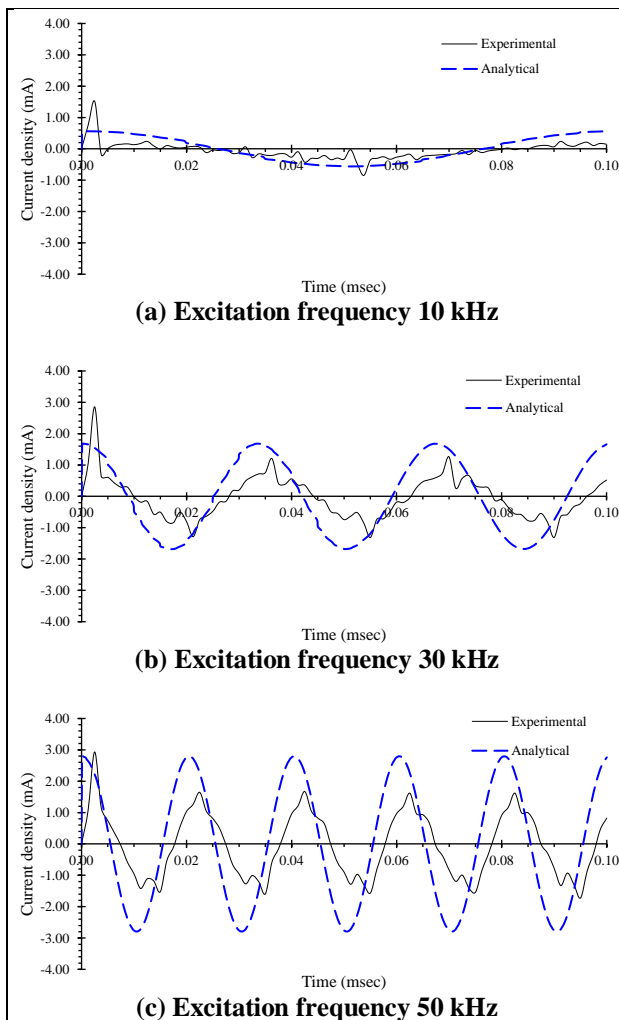 4.00
3.00
2.00
1.00
0.00
-1.00
-2.00
-3.00
-4.00
Current density (mA)
Experimental
Analytical
0.00 0.02 0.04 0.06 0.08 0.10
Time (msec)
(a) Excitation frequency 10 kHz
4.00
3.00
2.00
1.00
0.00
-1.00
-2.00
-3.00
-4.00
Current density (mA)
Experimental
Analytical
0.00 0.02 0.04 0.06 0.08 0.10
Time (msec)
(b) Excitation frequency 30 kHz
4.00
3.00
2.00
1.00
0.00
-1.00
-2.00
-3.00
-4.00
Current density (mA)
Experimental
Analytical
0.00 0.02 0.04 0.06 0.08 0.10
Time (msec)
(c) Excitation frequency 50 kHz